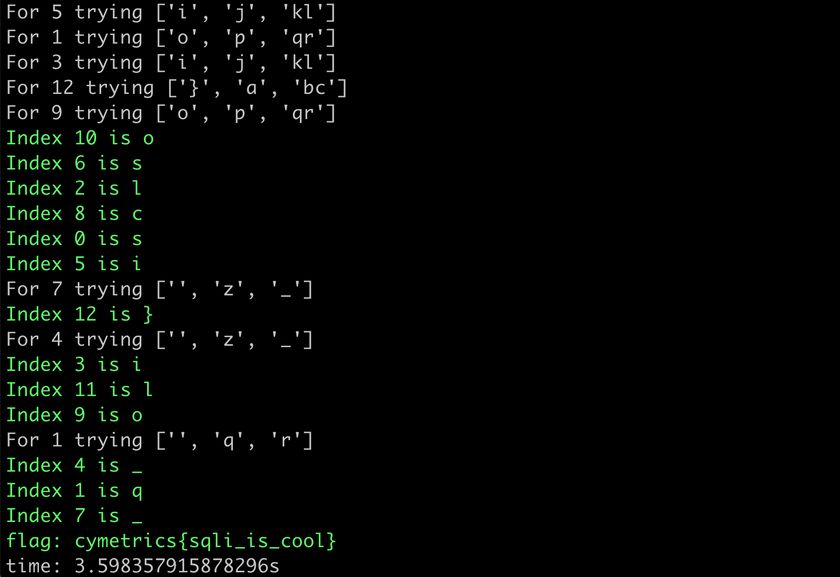 For 5 trying ['i', 'j', 'kl']
For 1 trying ['o', 'p', 'qr']
For 3 trying ['i', 'j', 'kl']
For 12 trying ['}', 'a', 'bc']
For 9 trying ['o', 'p', 'qr']
Index 10 is o
Index 6 is s
Index 2 is l
Index 8 is c
Index 0 is s
Index 5 is i
For 7 trying ['', 'z', '_']
Index 12 is }
For 4 trying ['', 'z', '_']
Index 3 is i
Index 11 is l
Index 9 is o
For 1 trying ['', 'q', 'r']
Index 4 is _
Index 1 is q
Index 7 is _
flag: cymetrics{sqli_is_cool}
time: 3.598357915878296s